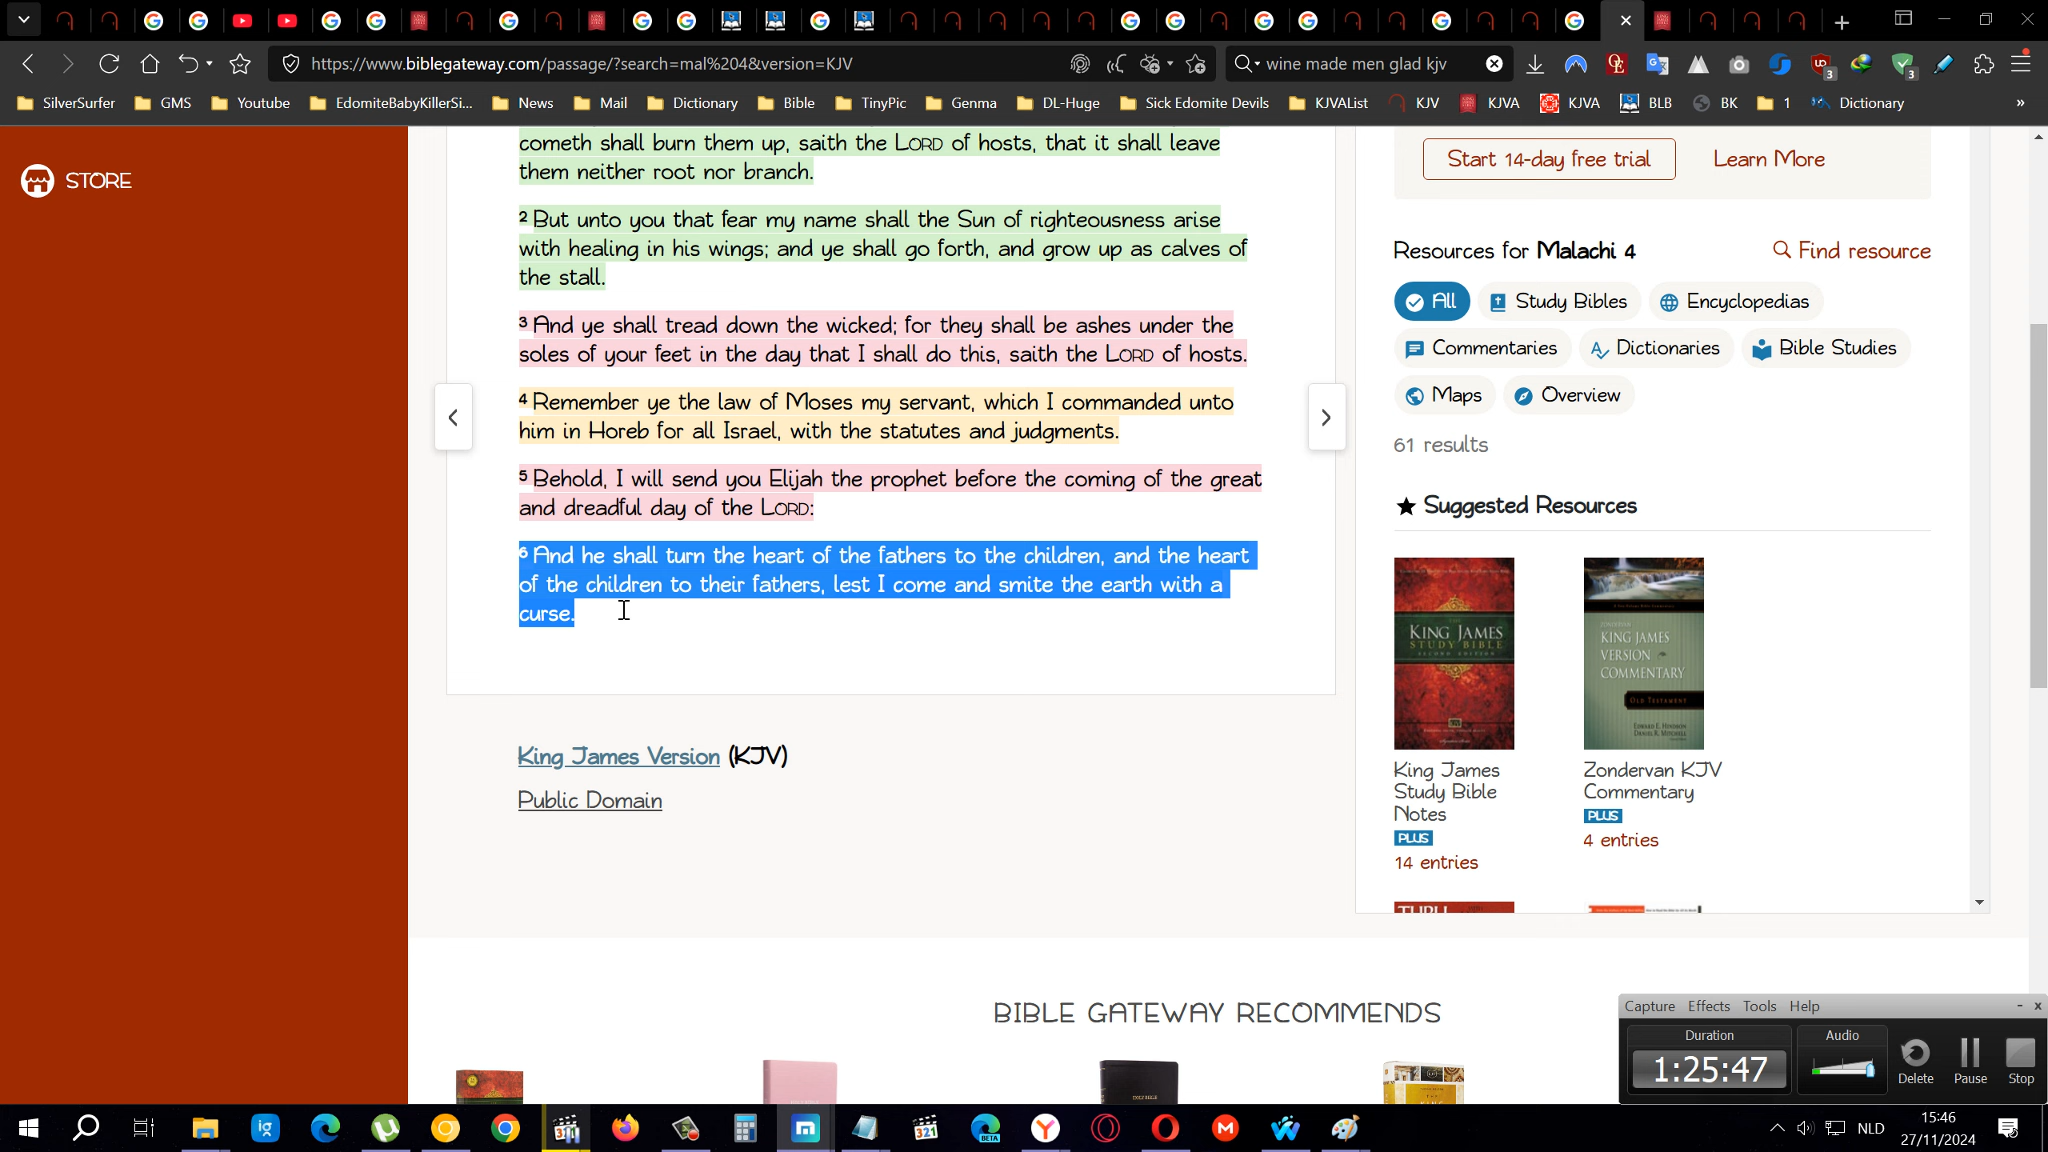 https://www.biblegateway.com/passage/?search=mal%204&version=KJV
wine made men glad kjv
SilverSurfer
GMS
Youtube
EdomiteBabyKillerSi...
News
Mail
Dictionary
Bible
TinyPic
Genma
DL-Huge
Sick Edomite Devils
KJVAList
KJV
KJVA
KJVA
BLB
BK
1
Dictionary
»
STORE
cometh shall burn them up, saith the LORD of hosts, that it shall leave
them neither root nor branch.
2 But unto you that fear my name shall the Sun of righteousness arise
with healing in his wings; and ye shall go forth, and grow up as calves of
the stall.
3 And ye shall tread down the wicked; for they shall be ashes under the
soles of your feet in the day that I shall do this, saith the LORD of hosts.
4 Remember ye the law of Moses my servant, which I commanded unto
him in Horeb for all Israel, with the statutes and judgments.
5 Behold, I will send you Elijah the prophet before the coming of the great
and dreadful day of the LORD:
6 And he shall turn the heart of the fathers to the children, and the heart
of the children to their fathers, lest I come and smite the earth with a
curse.
King James Version (KJV)
Public Domain
Start 14-day free trial
Learn More
Resources for Malachi 4
Find resource
All
Study Bibles
Encyclopedias
Commentaries
Dictionaries
Bible Studies
Maps
Overview
61 results
Suggested Resources
KING JAMES
STUDY BIBLE
SECOND EDITION
KING JAMES
VERSION
COMMENTARY
OLD TESTAMENT
King James
Study Bible
Notes
PLUS
14 entries
Zondervan KJV
Commentary
PLUS
4 entries
BIBLE GATEWAY RECOMMENDS
Capture
Effects
Tools
Help
Duration
1:25:47
Audio
Delete
Pause
Stop
NLD
15:46
27/11/2024